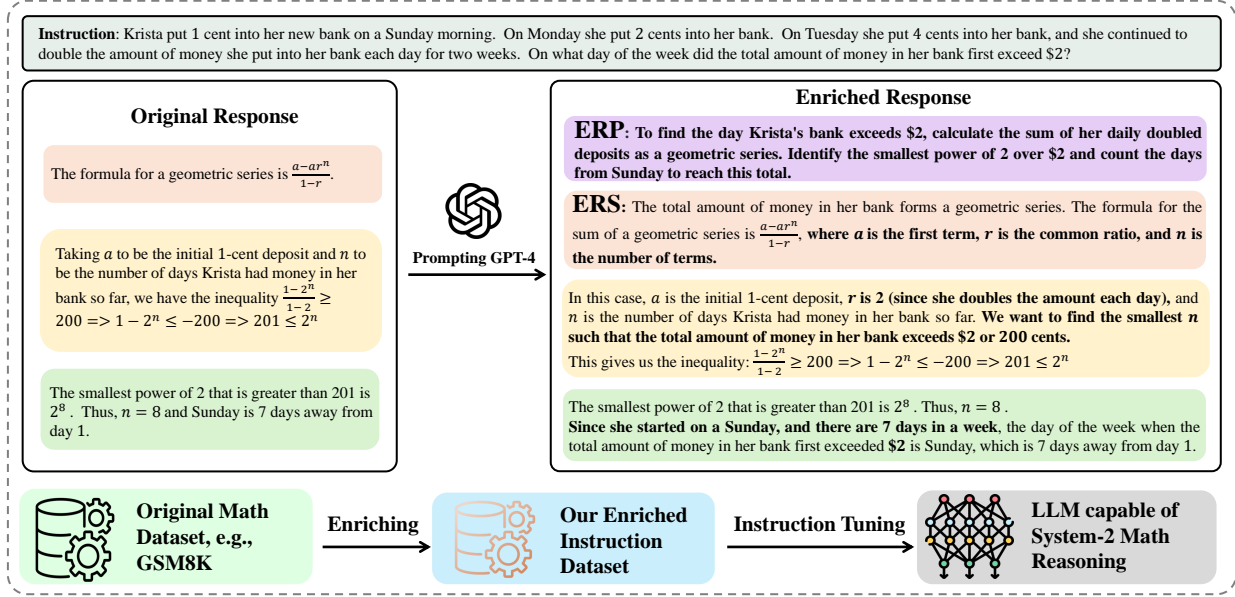 Instruction: Krista put 1 cent into her new bank on a Sunday morning. On Monday she put 2 cents into her bank. On Tuesday she put 4 cents into her bank, and she continued to
double the amount of money she put into her bank each day for two weeks. On what day of the week did the total amount of money in her bank first exceed $2?
Original Response
The formula for a geometric series is \frac{a-ar^n}{1-r}.
Taking a to be the initial 1-cent deposit and n to
be the number of days Krista had money in her
bank so far, we have the inequality \frac{1-2^n}{1-2} ≥
200 => 1 − 2^n ≤ −200 => 201 ≤ 2^n
The smallest power of 2 that is greater than 201 is
2^8 . Thus, n = 8 and Sunday is 7 days away from
day 1.
Prompting GPT-4
Enriched Response
ERP: To find the day Krista's bank exceeds $2, calculate the sum of her daily doubled
deposits as a geometric series. Identify the smallest power of 2 over $2 and count the days
from Sunday to reach this total.
ERS: The total amount of money in her bank forms a geometric series. The formula for the
sum of a geometric series is \frac{a-ar^n}{1-r}, where a is the first term, r is the common ratio, and n is
the number of terms.
In this case, a is the initial 1-cent deposit, r is 2 (since she doubles the amount each day), and
n is the number of days Krista had money in her bank so far. We want to find the smallest n
such that the total amount of money in her bank exceeds $2 or 200 cents.
This gives us the inequality: \frac{1-2^n}{1-2} ≥ 200 => 1 − 2^n ≤ −200 => 201 ≤ 2^n
The smallest power of 2 that is greater than 201 is 2^8 . Thus, n = 8 .
Since she started on a Sunday, and there are 7 days in a week, the day of the week when the
total amount of money in her bank first exceeded $2 is Sunday, which is 7 days away from day 1.
Original Math
Dataset, e.g.,
GSM8K
Enriching
Our Enriched
Instruction
Dataset
Instruction Tuning
LLM capable of
System-2 Math
Reasoning